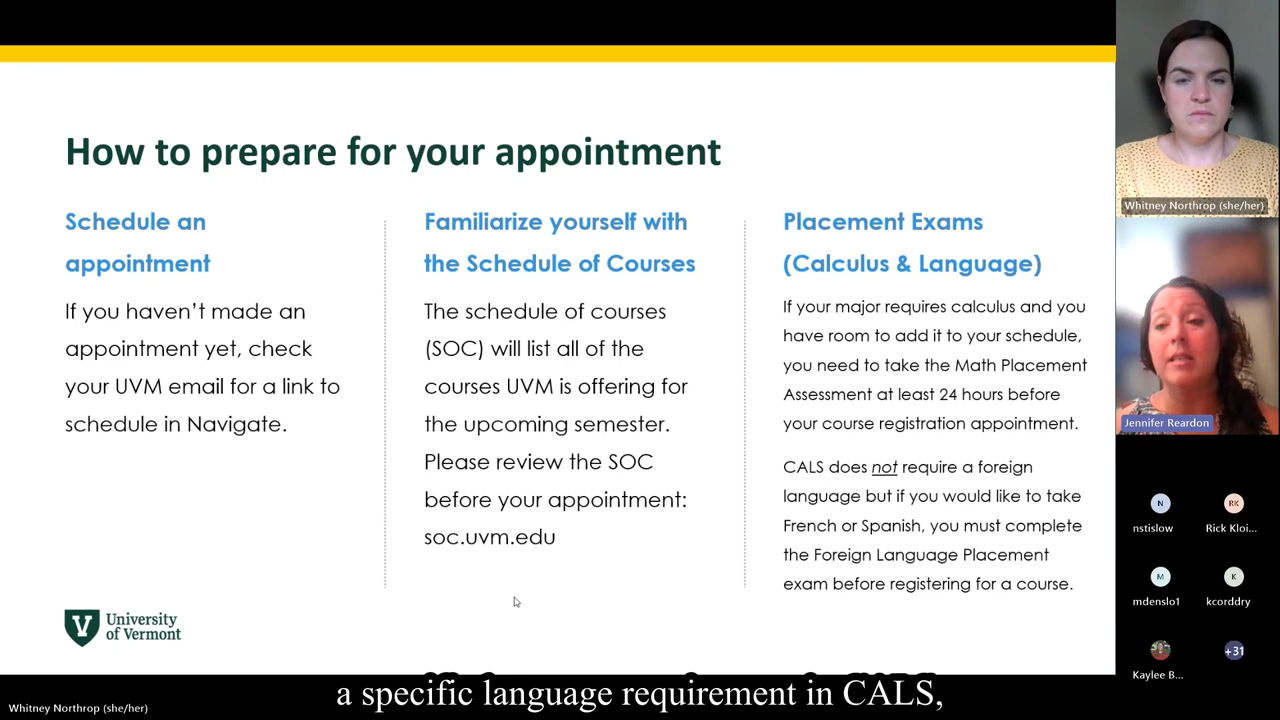 How to prepare for your appointment
Schedule an
appointment
If you haven't made an
appointment yet, check
your UVM email for a link to
schedule in Navigate.
Familiarize yourself with
the Schedule of Courses
The schedule of courses
(SOC) will list all of the
courses UVM is offering for
the upcoming semester.
Please review the SOC
before your appointment:
soc.uvm.edu
Placement Exams
(Calculus & Language)
If your major requires calculus and you
have room to add it to your schedule,
you need to take the Math Placement
Assessment at least 24 hours before
your course registration appointment.
CALS does not require a foreign
language but if you would like to take
French or Spanish, you must complete
the Foreign Language Placement
exam before registering for a course.
V University
of Vermont
Whitney Northrop (she/her)
Jennifer Reardon
N
RK
nstislow
Rick Kloi...
M
K
mdenslo1
kcorddry
+31
Kaylee B...
a specific language requirement in CALS,
Whitney Northrop (she/her)